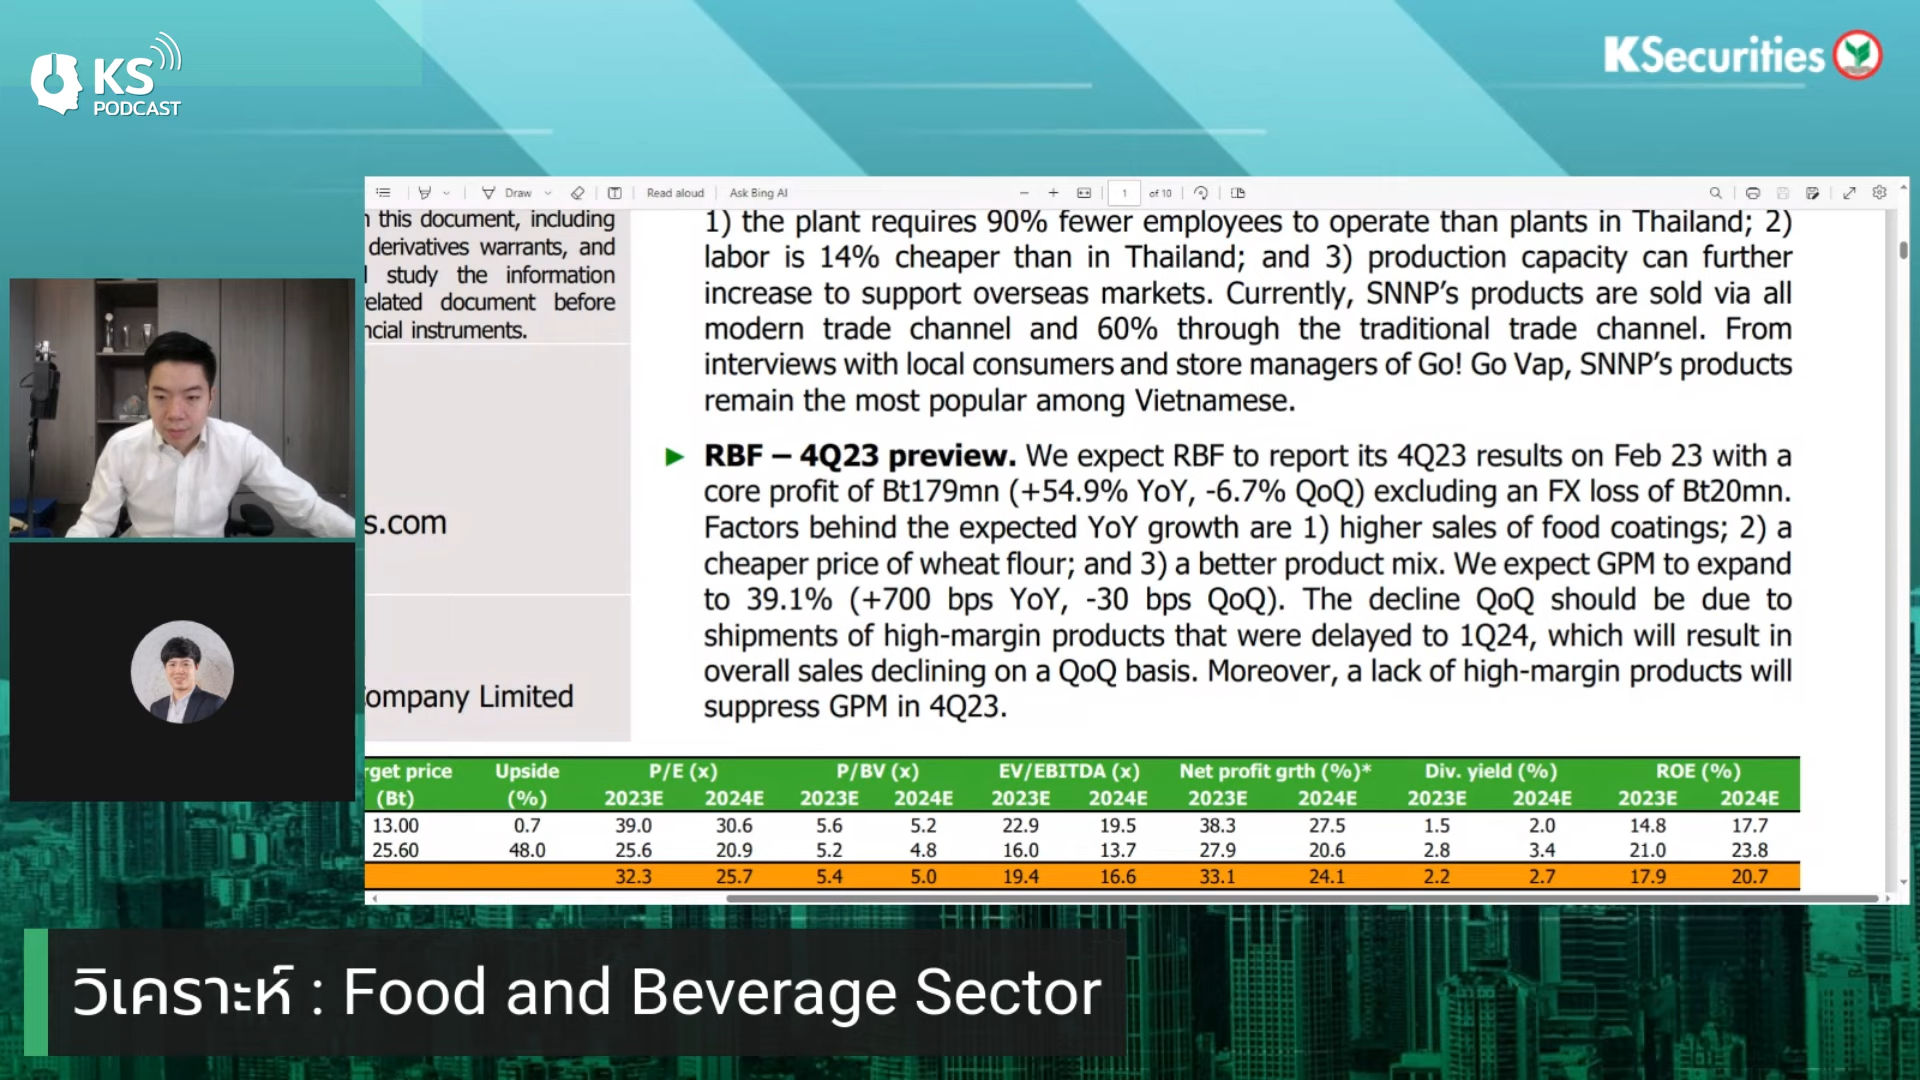 KS
PODCAST
KSecurities
Draw
Read aloud
Ask Bing AI
1
of 10
this document, including
derivatives warrants, and
study the information
related document before
ncial instruments.
s.com
ompany Limited
1) the plant requires 90% fewer employees to operate than plants in Thailand; 2)
labor is 14% cheaper than in Thailand; and 3) production capacity can further
increase to support overseas markets. Currently, SNNP’s products are sold via all
modern trade channel and 60% through the traditional trade channel. From
interviews with local consumers and store managers of Go! Go Vap, SNNP’s products
remain the most popular among Vietnamese.
RBF – 4Q23 preview. We expect RBF to report its 4Q23 results on Feb 23 with a
core profit of Bt179mn (+54.9% YoY, -6.7% QoQ) excluding an FX loss of Bt20mn.
Factors behind the expected YoY growth are 1) higher sales of food coatings; 2) a
cheaper price of wheat flour; and 3) a better product mix. We expect GPM to expand
to 39.1% (+700 bps YoY, -30 bps QoQ). The decline QoQ should be due to
shipments of high-margin products that were delayed to 1Q24, which will result in
overall sales declining on a QoQ basis. Moreover, a lack of high-margin products will
suppress GPM in 4Q23.
rget price Upside P/E (x) P/BV (x) EV/EBITDA (x) Net profit grth (%)* Div. yield (%) ROE (%)
(Bt) (%) 2023E 2024E 2023E 2024E 2023E 2024E 2023E 2024E 2023E 2024E 2023E 2024E
13.00 0.7 39.0 30.6 5.6 5.2 22.9 19.5 38.3 27.5 1.5 2.0 14.8 17.7
25.60 48.0 25.6 20.9 5.2 4.8 16.0 13.7 27.9 20.6 2.8 3.4 21.0 23.8
32.3 25.7 5.4 5.0 19.4 16.6 33.1 24.1 2.2 2.7 17.9 20.7
วิเคราะห์ : Food and Beverage Sector